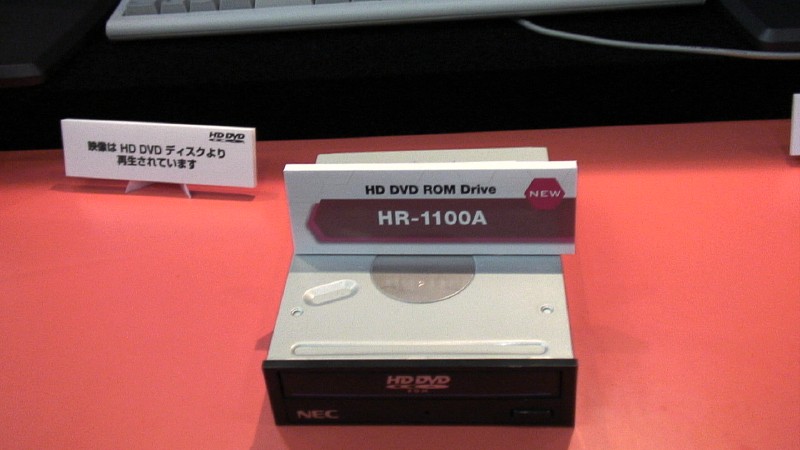 HD DVD
映像は HD DVD ディスクより
再生されています
HD DVD ROM Drive
NEW
HR-1100A
HD DVD
NEC